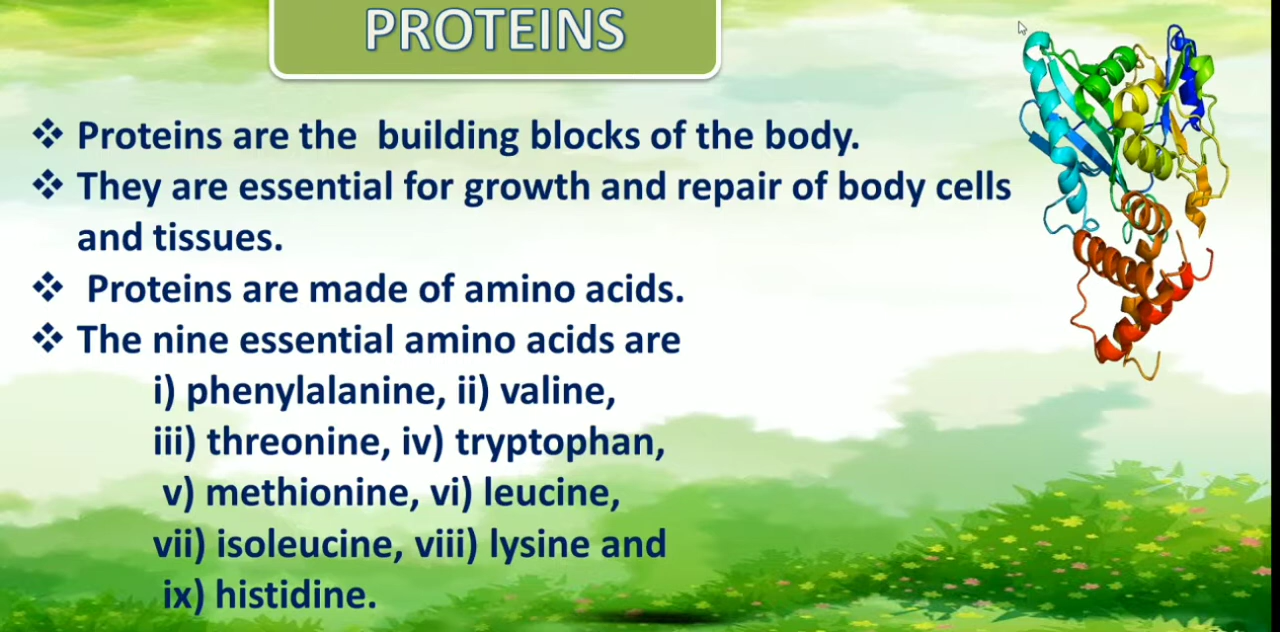 PROTEINS
❖ Proteins are the building blocks of the body.
❖ They are essential for growth and repair of body cells
and tissues.
❖ Proteins are made of amino acids.
❖ The nine essential amino acids are
i) phenylalanine, ii) valine,
iii) threonine, iv) tryptophan,
v) methionine, vi) leucine,
vii) isoleucine, viii) lysine and
ix) histidine.